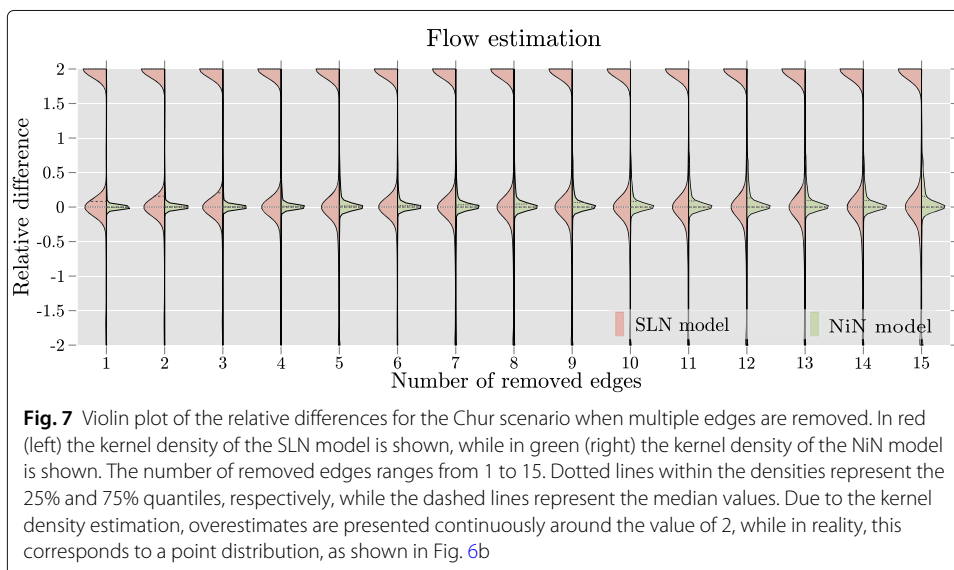 Flow estimation
Relative difference
2
1.5
1
0.5
0
-0.5
-1
-1.5
-2
SLN model
NiN model
1 2 3 4 5 6 7 8 9 10 11 12 13 14 15
Number of removed edges
Fig. 7 Violin plot of the relative differences for the Chur scenario when multiple edges are removed. In red
(left) the kernel density of the SLN model is shown, while in green (right) the kernel density of the NiN model
is shown. The number of removed edges ranges from 1 to 15. Dotted lines within the densities represent the
25% and 75% quantiles, respectively, while the dashed lines represent the median values. Due to the kernel
density estimation, overestimates are presented continuously around the value of 2, while in reality, this
corresponds to a point distribution, as shown in Fig. 6b